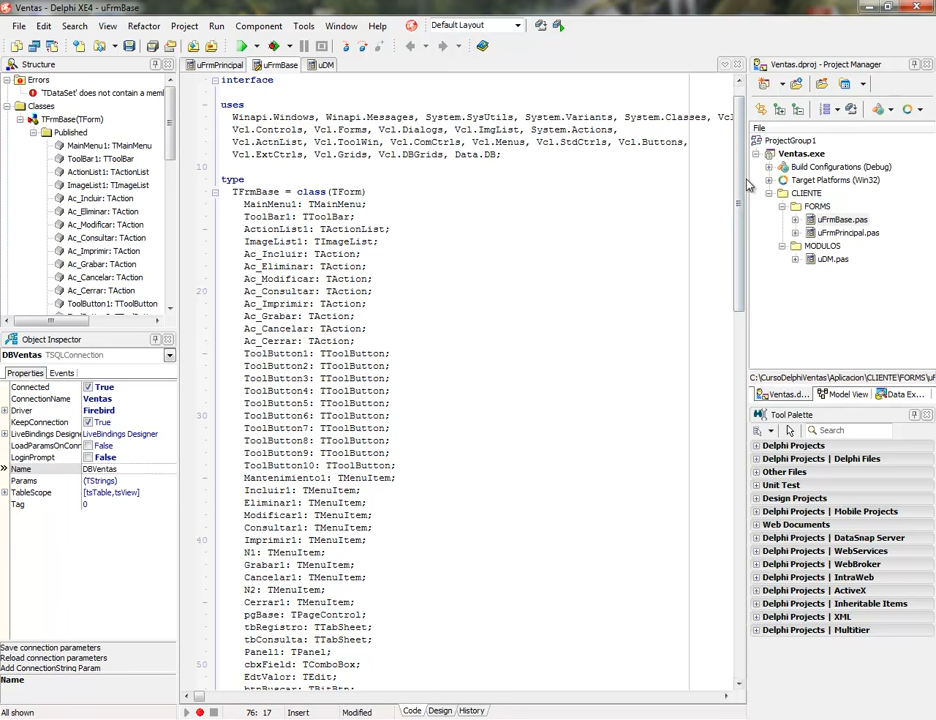 Ventas - Delphi XE4 - uFrmBase
File Edit Search View Refactor Project Run Component Tools Window Help Default Layout
Structure
uFrmPrincipal uFrmBase uDM
Ventas.dproj - Project Manager
Errors
'TDataSet' does not contain a meml
Classes
TFrmBase(TForm)
Published
MainMenu1: TMainMenu
ToolBar1: TToolBar
ActionList1: TActionList
ImageList1: TImageList
Ac_Incluir: TAction
Ac_Eliminar: TAction
Ac_Modificar: TAction
Ac_Consultar: TAction
Ac_Imprimir: TAction
Ac_Grabar: TAction
Ac_Cancelar: TAction
Ac_Cerrar: TAction
ToolButton1: TToolButton
Object Inspector
DBVentas TSQLConnection
Properties Events
Connected True
ConnectionName Ventas
Driver Firebird
KeepConnection True
LiveBindings Designe LiveBindings Designer
LoadParamsOnConn False
LoginPrompt False
Name DBVentas
Params (TStrings)
TableScope [tsTable,tsView]
Tag 0
Save connection parameters
Reload connection parameters
Add ConnectionString Param
Name
All shown
interface
uses
Winapi.Windows, Winapi.Messages, System.SysUtils, System.Variants, System.Classes, Vcl
Vcl.Controls, Vcl.Forms, Vcl.Dialogs, Vcl.ImgList, System.Actions,
Vcl.ActnList, Vcl.ToolWin, Vcl.ComCtrls, Vcl.Menus, Vcl.StdCtrls, Vcl.Buttons,
Vcl.ExtCtrls, Vcl.Grids, Vcl.DBGrids, Data.DB;
10
type
TFrmBase = class(TForm)
MainMenu1: TMainMenu;
ToolBar1: TToolBar;
ActionList1: TActionList;
ImageList1: TImageList;
Ac_Incluir: TAction;
Ac_Eliminar: TAction;
Ac_Modificar: TAction;
20 Ac_Consultar: TAction;
Ac_Imprimir: TAction;
Ac_Grabar: TAction;
Ac_Cancelar: TAction;
Ac_Cerrar: TAction;
ToolButton1: TToolButton;
ToolButton2: TToolButton;
ToolButton3: TToolButton;
ToolButton4: TToolButton;
ToolButton5: TToolButton;
30 ToolButton6: TToolButton;
ToolButton7: TToolButton;
ToolButton8: TToolButton;
ToolButton9: TToolButton;
ToolButton10: TToolButton;
Mantenimiento1: TMenuItem;
Incluir1: TMenuItem;
Eliminar1: TMenuItem;
Modificar1: TMenuItem;
Consultar1: TMenuItem;
40 Imprimir1: TMenuItem;
N1: TMenuItem;
Grabar1: TMenuItem;
Cancelar1: TMenuItem;
N2: TMenuItem;
Cerrar1: TMenuItem;
pgBase: TPageControl;
tbRegistro: TTabSheet;
tbConsulta: TTabSheet;
Panel1: TPanel;
50 cbxField: TComboBox;
EdtValor: TEdit;
btnBuscar: TBitBtn;
76: 17 Insert Modified Code Design History
File
ProjectGroup1
Ventas.exe
Build Configurations (Debug)
Target Platforms (Win32)
CLIENTE
FORMS
uFrmBase.pas
uFrmPrincipal.pas
MODULOS
uDM.pas
C:\CursoDelphiVentas\Aplicacion\CLIENTE\FORMS\uF
Ventas.d... Model View Data Ex...
Tool Palette
Search
Delphi Projects
Delphi Projects | Delphi Files
Other Files
Unit Test
Design Projects
Delphi Projects | Mobile Projects
Web Documents
Delphi Projects | DataSnap Server
Delphi Projects | WebServices
Delphi Projects | WebBroker
Delphi Projects | IntraWeb
Delphi Projects | ActiveX
Delphi Projects | Inheritable Objects
Delphi Projects | XML
Delphi Projects | Multitier